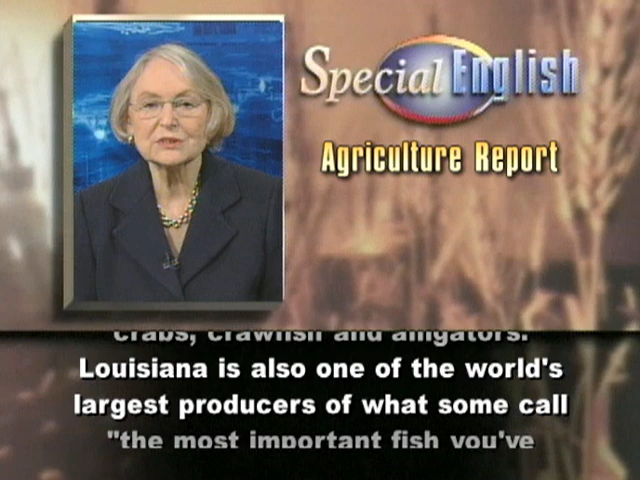 Special English
Agriculture Report
crabs, crawfish and alligators.
Louisiana is also one of the world's
largest producers of what some call
"the most important fish you've